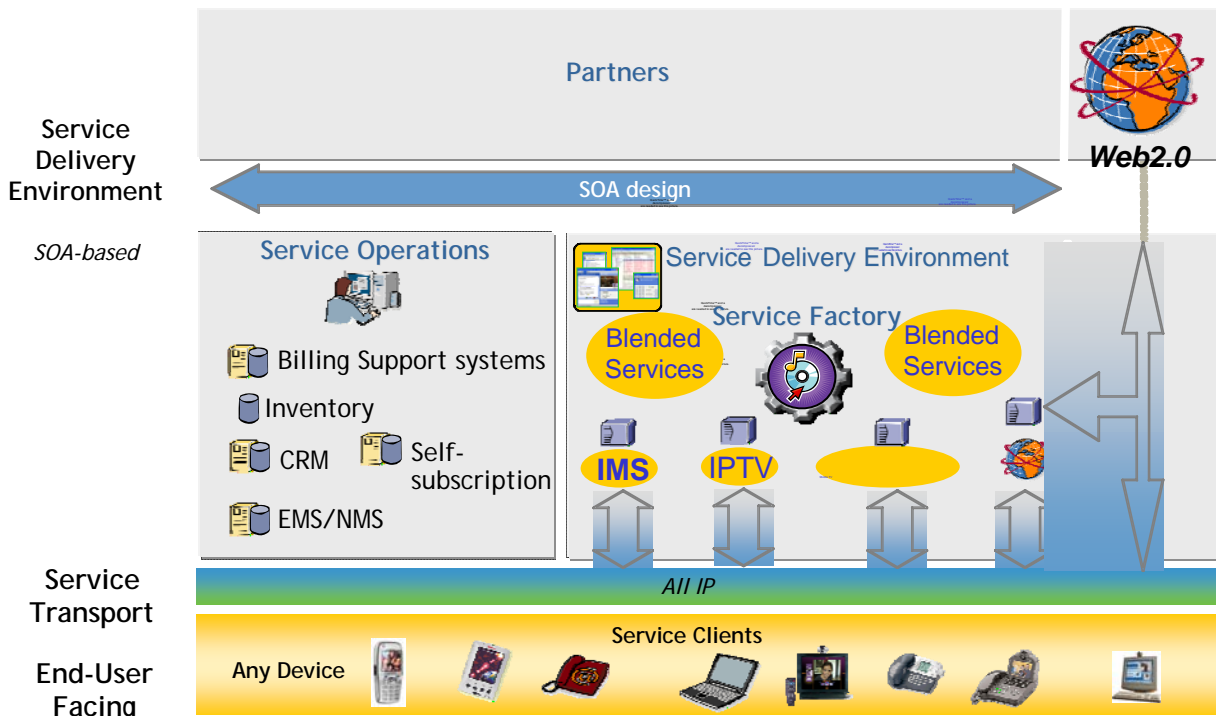 Partners
Web2.0
Service
Delivery
Environment
SOA-based
SOA design
Service Operations
Billing Support systems
Inventory
CRM
Self-
subscription
EMS/NMS
Service Delivery Environment
Service Factory
Blended
Services
Blended
Services
IMS
IPTV
Service
Transport
All IP
End-User
Facing
Service Clients
Any Device